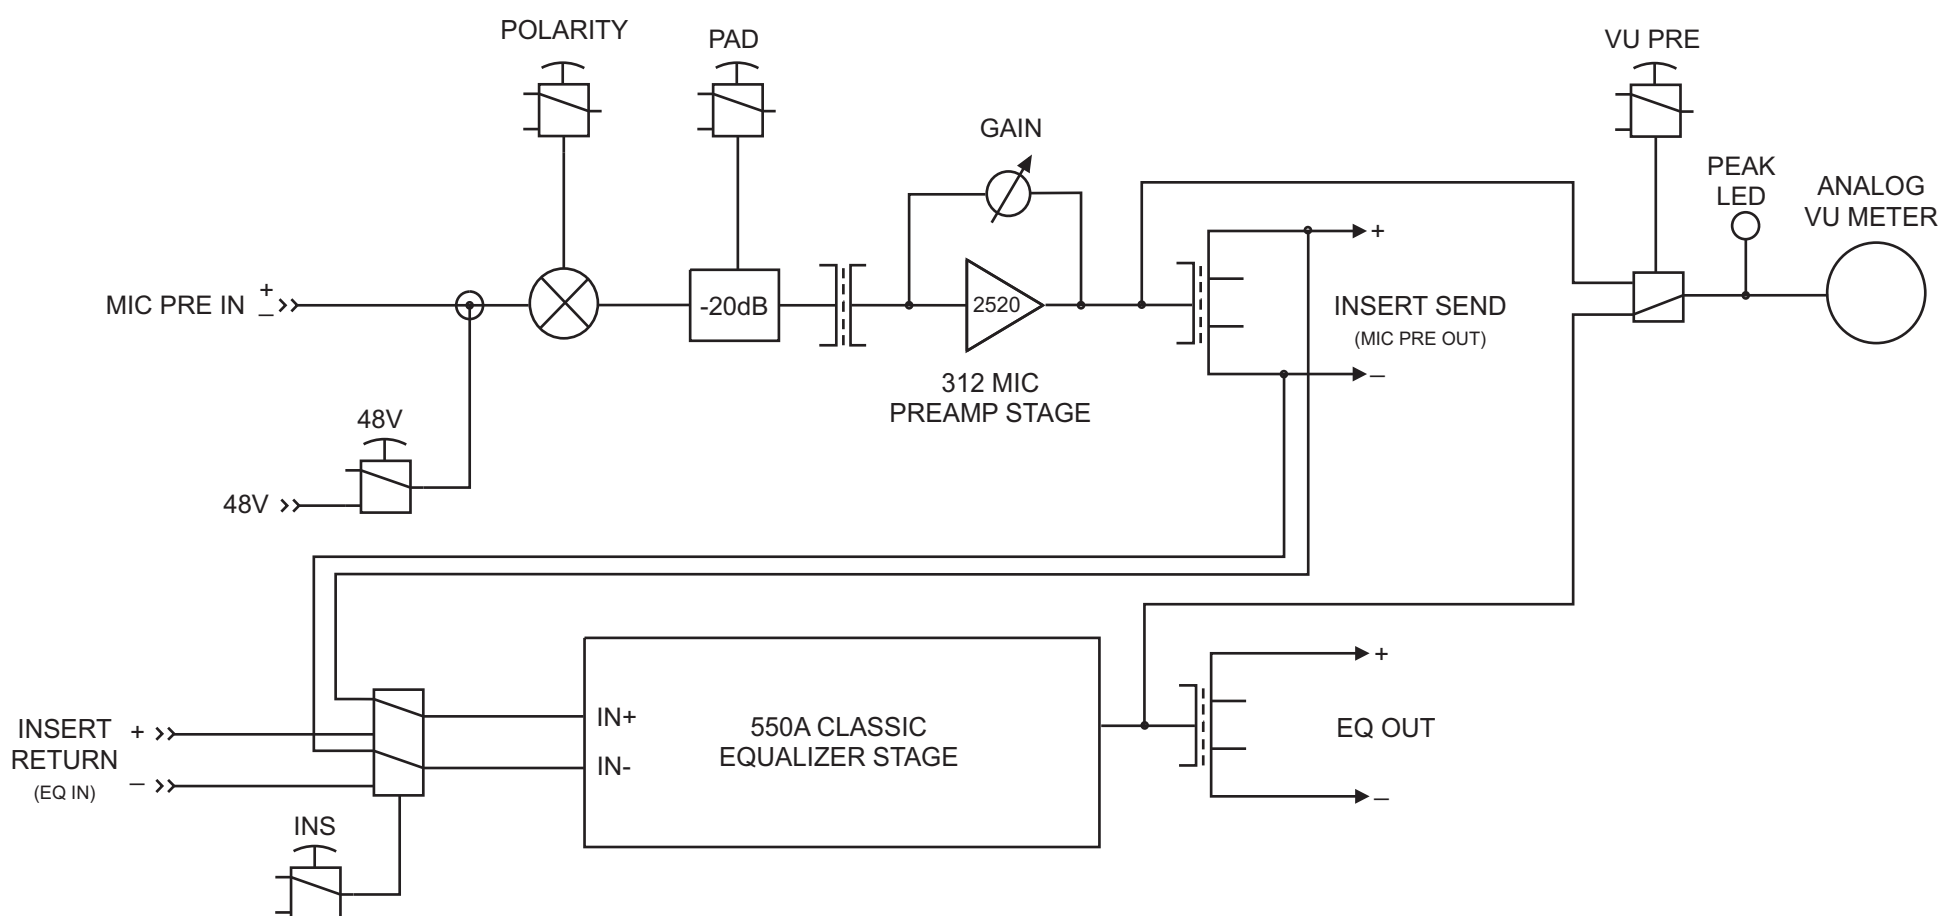 POLARITY
PAD
VU PRE
GAIN
PEAK
LED
ANALOG
VU METER
MIC PRE IN
+
–
-20dB
2520
312 MIC
PREAMP STAGE
+
INSERT SEND
(MIC PRE OUT)
–
48V
48V
INSERT
RETURN
(EQ IN)
+
–
IN+
IN-
550A CLASSIC
EQUALIZER STAGE
+
EQ OUT
–
INS